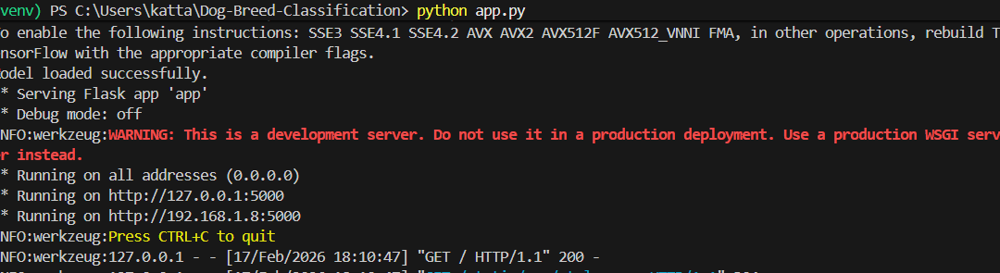 venv) PS C:\Users\katta\Dog-Breed-Classification> python app.py
o enable the following instructions: SSE3 SSE4.1 SSE4.2 AVX AVX2 AVX512F AVX512_VNNI FMA, in other operations, rebuild T
nsorFlow with the appropriate compiler flags.
odel loaded successfully.
* Serving Flask app 'app'
* Debug mode: off
NFO:werkzeug:WARNING: This is a development server. Do not use it in a production deployment. Use a production WSGI serv
r instead.
* Running on all addresses (0.0.0.0)
* Running on http://127.0.0.1:5000
* Running on http://192.168.1.8:5000
NFO:werkzeug:Press CTRL+C to quit
NFO:werkzeug:127.0.0.1 - - [17/Feb/2026 18:10:47] "GET / HTTP/1.1" 200 -